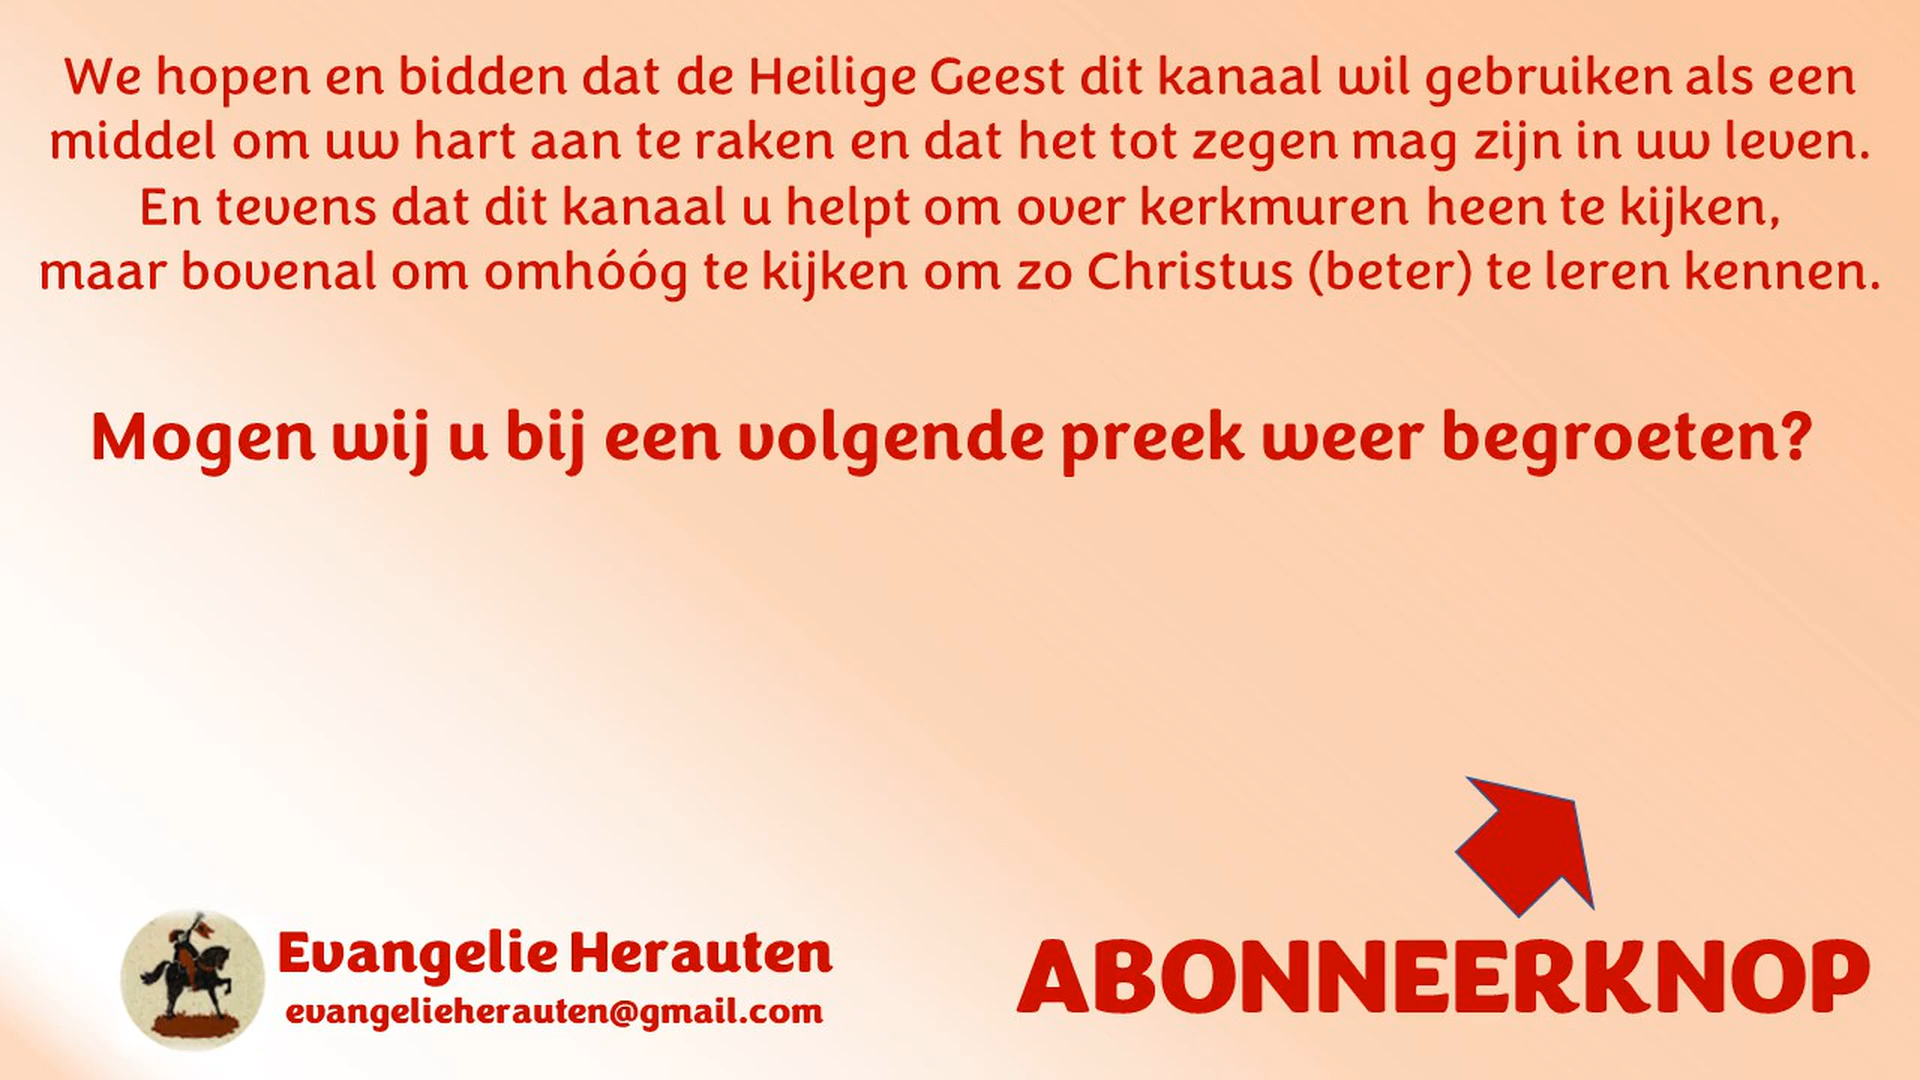 We hopen en bidden dat de Heilige Geest dit kanaal wil gebruiken als een
middel om uw hart aan te raken en dat het tot zegen mag zijn in uw leven.
En tevens dat dit kanaal u helpt om over kerkmuren heen te kijken,
maar bovenal om omhóóg te kijken om zo Christus (beter) te leren kennen.
Mogen wij u bij een volgende preek weer begroeten?
Evangelie Herauten
evangelieherauten@gmail.com
ABONNEERKNOP